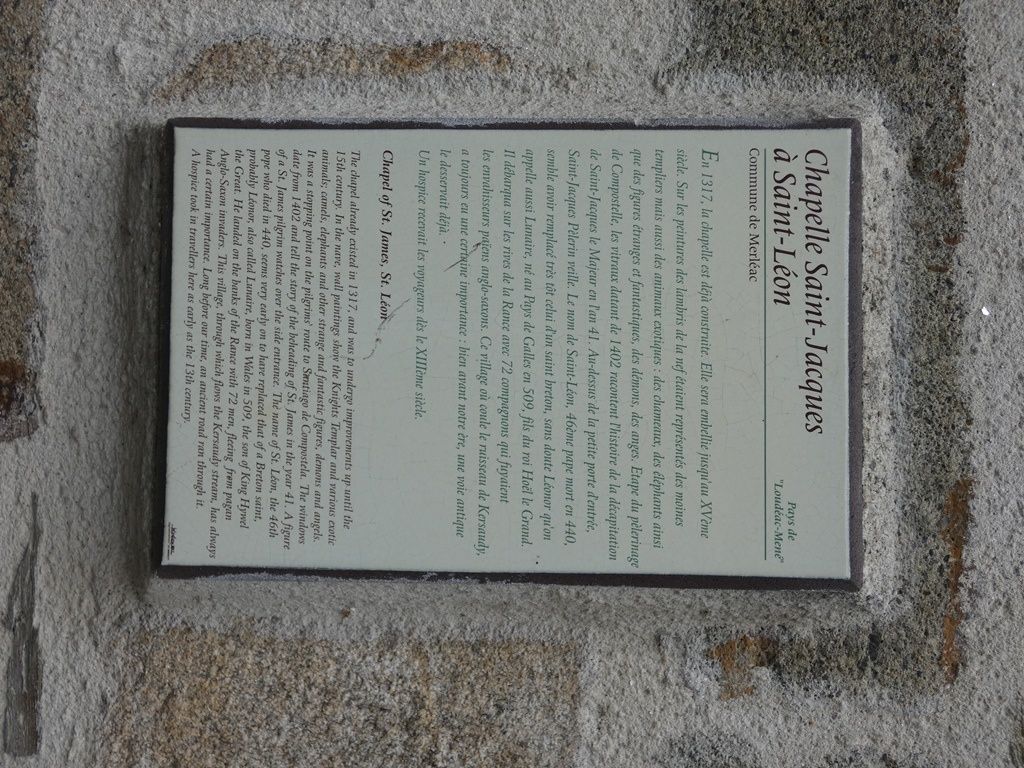 Chapelle Saint-Jacques
à Saint-Léon
Pays de
"Loudéac-Mené"
Commune de Merléac
En 1317, la chapelle est déjà construite. Elle sera embellie jusqu'au XVème
siècle. Sur les peintures des lambris de la nef étaient représentés des moines
templiers mais aussi des animaux exotiques : des chameaux, des éléphants ainsi
que des figures étranges et fantastiques, des démons, des anges. Etape du pèlerinage
de Compostelle, les vitraux datant de 1402 racontent l'histoire de la décapitation
de Saint-Jacques le Majeur en l'an 41. Au-dessus de la petite porte d'entrée,
Saint-Jacques Pèlerin veille. Le nom de Saint-Léon, 46ème pape mort en 440,
semble avoir remplacé très tôt celui d'un saint breton, sans doute Léonor qu'on
appelle aussi Lunaire, né au Pays de Galles en 509, fils du roi Hoël le Grand.
Il débarqua sur les rives de la Rance avec 72 compagnons qui fuyaient
les envahisseurs païens anglo-saxons. Ce village où coule le ruisseau de Kersaudy,
a toujours eu une certaine importance : bien avant notre ère, une voie antique
le desservait déjà.
Un hospice recevait les voyageurs dès le XIIIème siècle.
Chapel of St. James, St. Léon
The chapel already existed in 1317, and was to undergo improvements up until the
15th century. In the nave, wall paintings show the Knights Templar and various exotic
animals; camels, elephants and other strange and fantastic figures, demons and angels.
It was a stopping point on the pilgrims' route to Santiago de Compostela. The windows
date from 1402 and tell the story of the beheading of St. James in the year 41. A figure
of a St. James pilgrim watches over the side entrance. The name of St. Léon, the 46th
pope who died in 440, seems very early on to have replaced that of a Breton saint,
probably Lonor, also called Lunaire, born in Wales in 509, the son of King Hywel
the Great. He landed on the banks of the Rance with 72 men, fleeing from pagan
Anglo-Saxon invaders. This village, through which flows the Kersaudy stream, has always
had a certain importance. Long before our time, an ancient road ran through it.
A hospice took in travellers here as early as the 13th century.